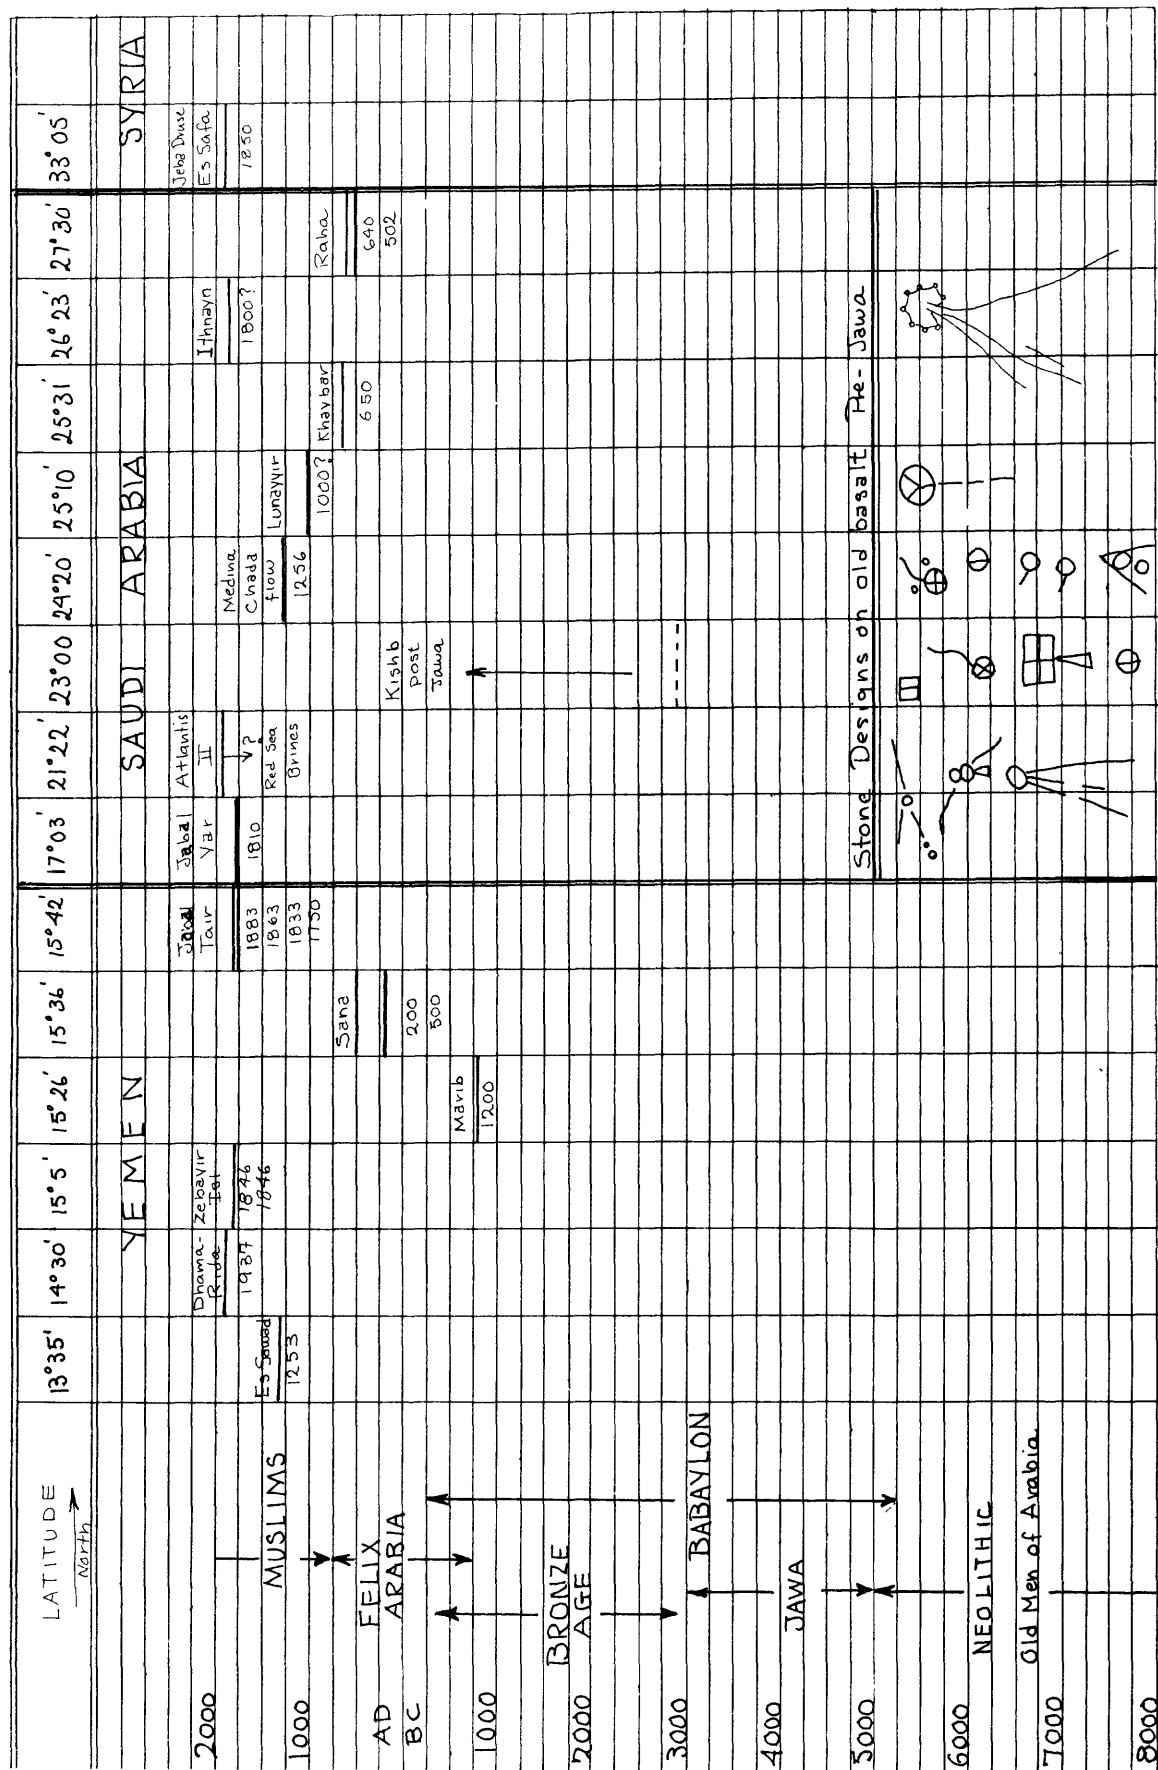 LATITUDE
North
13°35'
14°30'
15°5'
15°26'
15°36'
15°42'
17°03'
21°22'
23°00
24°20'
25°10'
25°31'
26°23'
27°30'
33°05'
YEMEN
SAUDI ARABIA
SYRIA
2000
1000
AD
BC
1000
2000
3000
4000
5000
6000
7000
8000
MUSLIMS
FELIX
ARABIA
BRONZE
AGE
BABAYLON
JAWA
NEOLITHIC
Old Men of Arabia
Es Sawad
1253
Dhama-
Rida
1937
Zebayir
Isl
1846
1846
Marib
1200
Sana
200
500
Jabal
Tair
1883
1863
1833
1750
Jabal
Yar
1810
Atlantis
II
?
Red Sea
Brines
Kishb
post
Jawa
Medina
Chada
flow
1256
Lunayyir
1000?
Khaybar
650
Ithnayn
1800?
Raha
640
502
Jeba Druse
Es Safa
1250
Stone Designs on old basalt Pre-Jawa